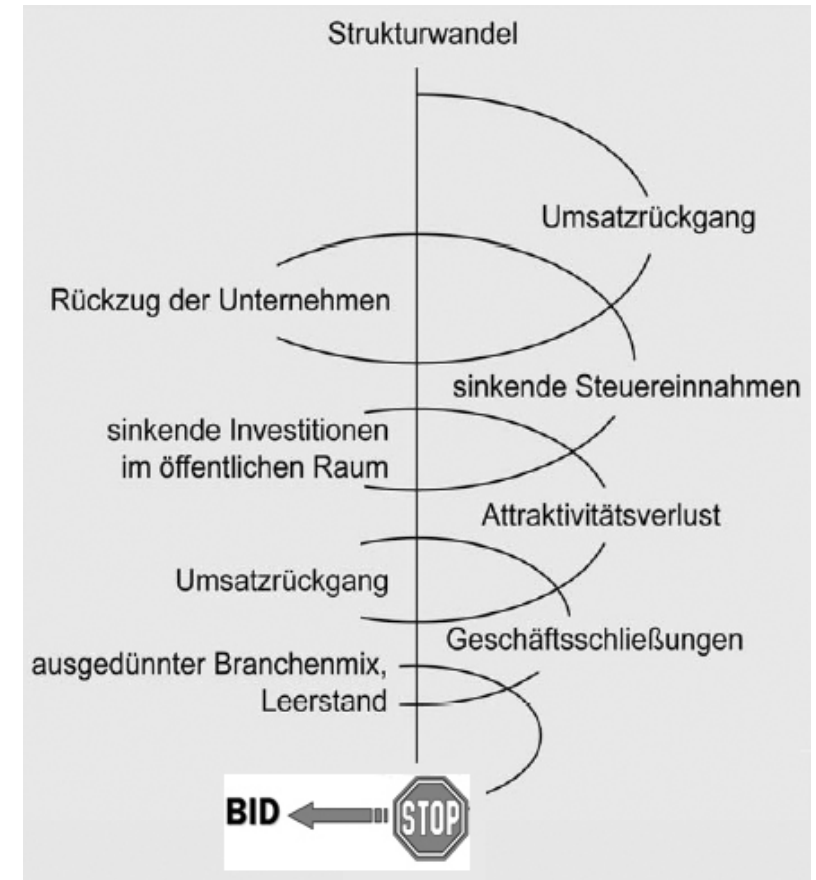 Strukturwandel
Umsatzrückgang
Rückzug der Unternehmen
sinkende Steuereinnahmen
sinkende Investitionen
im öffentlichen Raum
Attraktivitätsverlust
Umsatzrückgang
Geschäftsschließungen
ausgedünnter Branchenmix,
Leerstand
BID
STOP